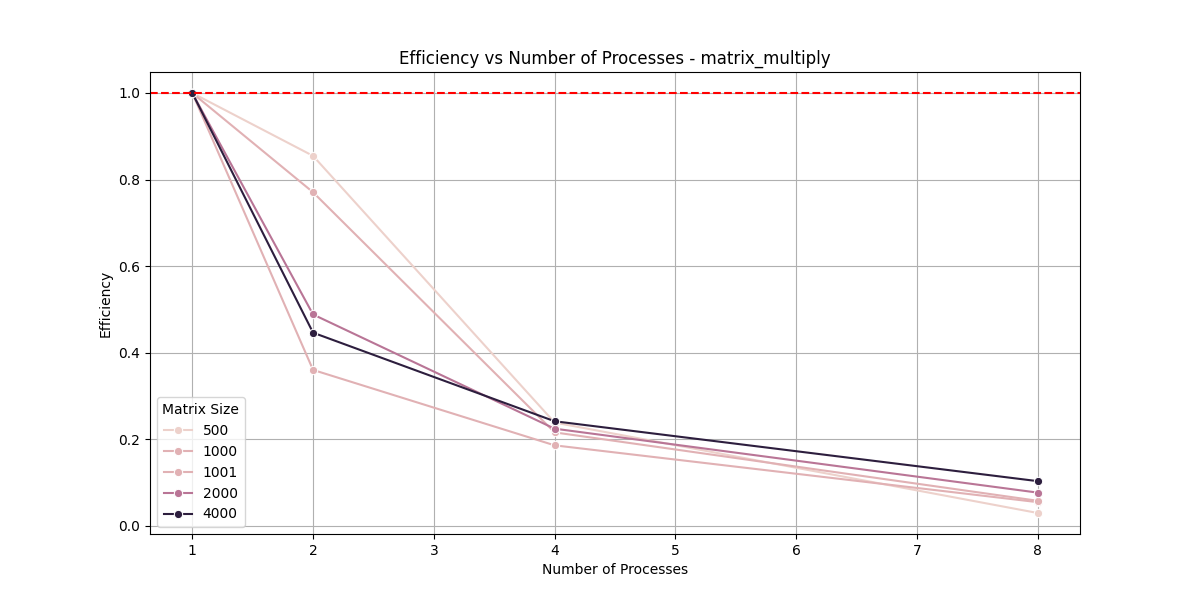 Efficiency vs Number of Processes - matrix_multiply
1.0
0.8
0.6
0.4
0.2
0.0
Efficiency
Matrix Size
500
1000
1001
2000
4000
1 2 3 4 5 6 7 8
Number of Processes